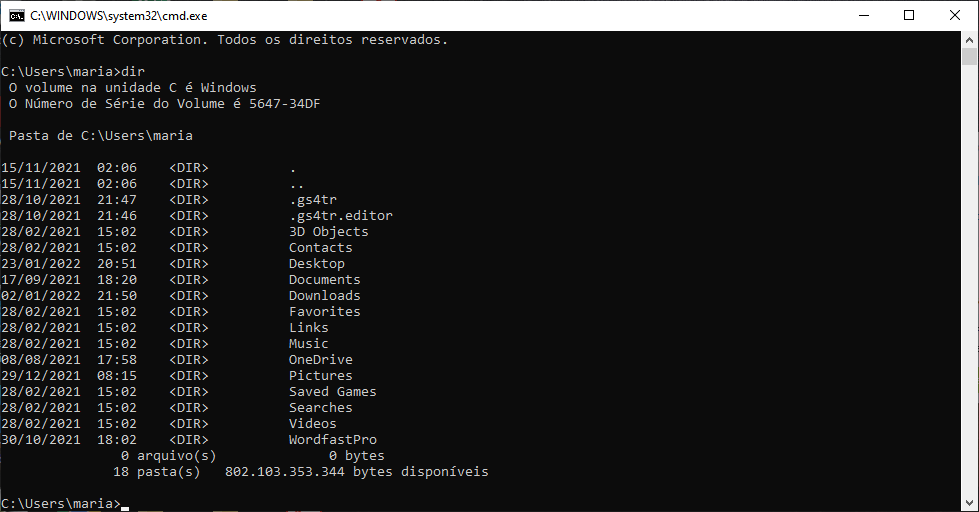 C:\WINDOWS\system32\cmd.exe
(c) Microsoft Corporation. Todos os direitos reservados.
C:\Users\maria>dir
 O volume na unidade C é Windows
 O Número de Série do Volume é 5647-34DF
 Pasta de C:\Users\maria
15/11/2021  02:06    <DIR>          .
15/11/2021  02:06    <DIR>          ..
28/10/2021  21:47    <DIR>          .gs4tr
28/10/2021  21:46    <DIR>          .gs4tr.editor
28/02/2021  15:02    <DIR>          3D Objects
28/02/2021  15:02    <DIR>          Contacts
23/01/2022  20:51    <DIR>          Desktop
17/09/2021  18:20    <DIR>          Documents
02/01/2022  21:50    <DIR>          Downloads
28/02/2021  15:02    <DIR>          Favorites
28/02/2021  15:02    <DIR>          Links
28/02/2021  15:02    <DIR>          Music
08/08/2021  17:58    <DIR>          OneDrive
29/12/2021  08:15    <DIR>          Pictures
28/02/2021  15:02    <DIR>          Saved Games
28/02/2021  15:02    <DIR>          Searches
28/02/2021  15:02    <DIR>          Videos
30/10/2021  18:02    <DIR>          WordfastPro
               0 arquivo(s)              0 bytes
              18 pasta(s)   802.103.353.344 bytes disponíveis
C:\Users\maria>